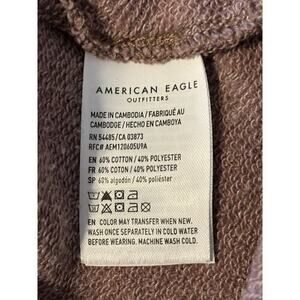 AMERICAN EAGLE
OUTFITTERS
MADE IN CAMBODIA / FABRIQUÉ AU
CAMBODGE / HECHO EN CAMBOYA
RN 54485/CA 03873
RFC# AEM120605U9A
EN 60% COTTON / 40% POLYESTER
FR 60% COTON / 40% POLYESTER
SP 60% algodón / 40% poliéster
EN COLOR MAY TRANSFER WHEN NEW.
WASH ONCE SEPARATELY IN COLD WATER
BEFORE WEARING. MACHINE WASH COLD.